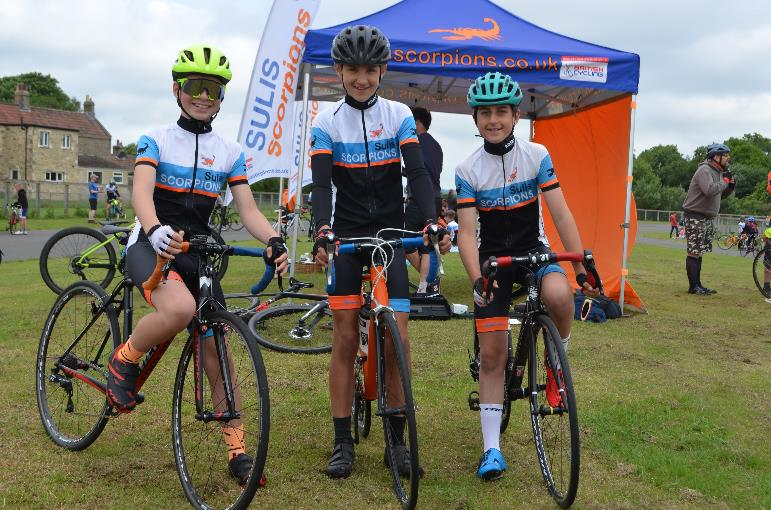 SULIS
Scorpions
scorpions.co.uk
BRITISH
CYCLING
Sulis
SCORPIONS
Sulis
SCORPIONS
Sulis
SCORPIONS